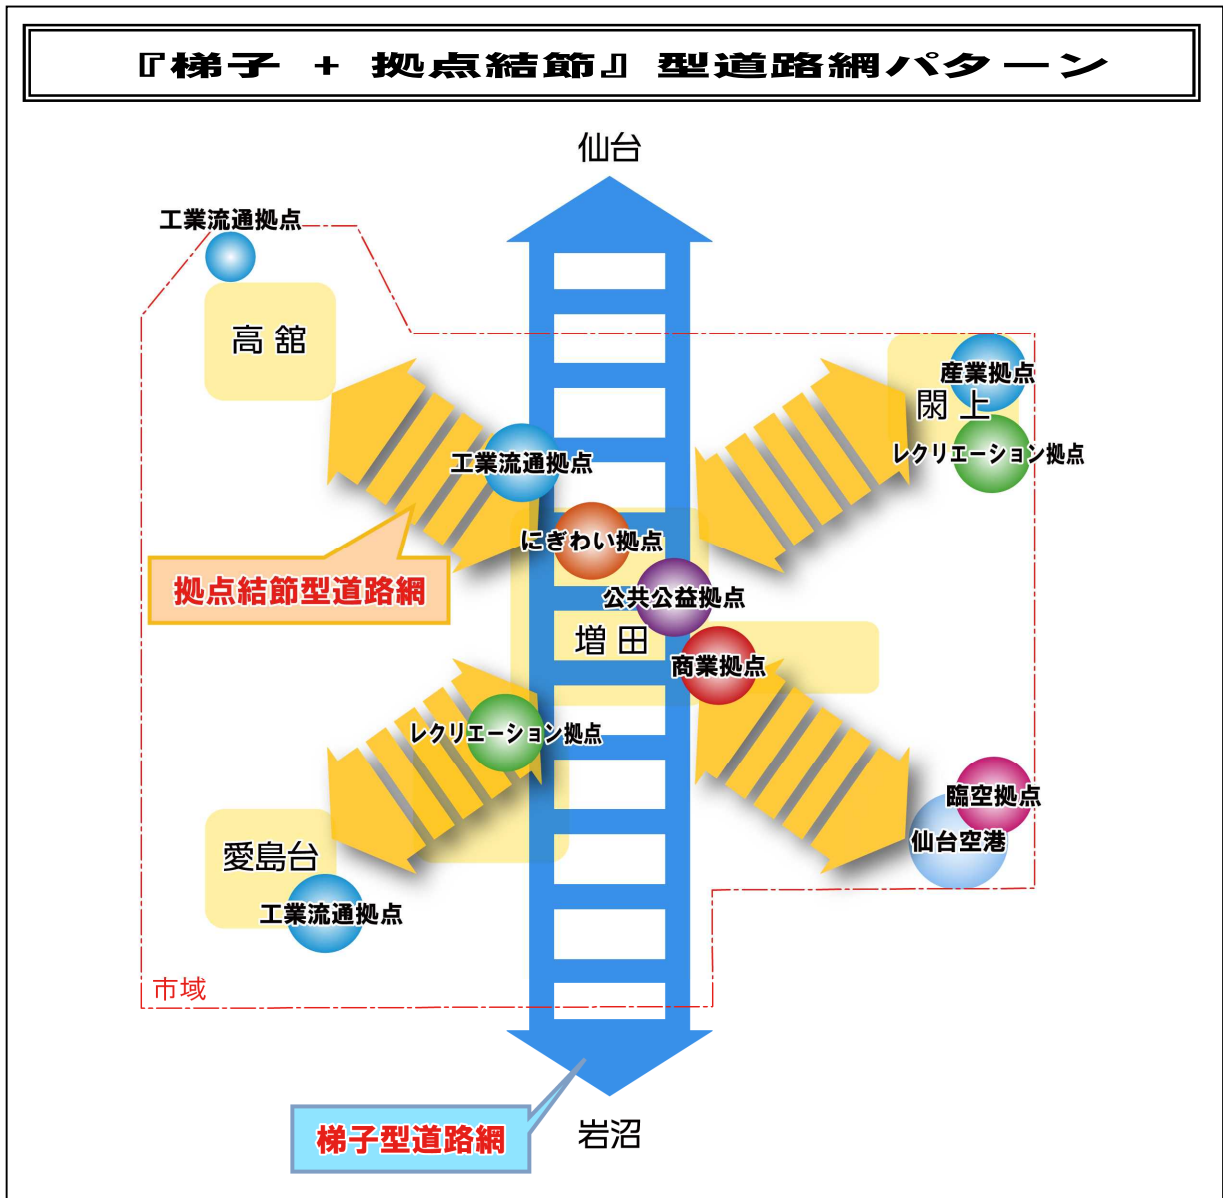 『梯子 + 拠点結節』型道路網パターン
仙台
工業流通拠点
高舘
産業拠点
閖上
レクリエーション拠点
工業流通拠点
にぎわい拠点
拠点結節型道路網
公共公益拠点
増田
商業拠点
レクリエーション拠点
臨空拠点
仙台空港
愛島台
工業流通拠点
市域
梯子型道路網
岩沼